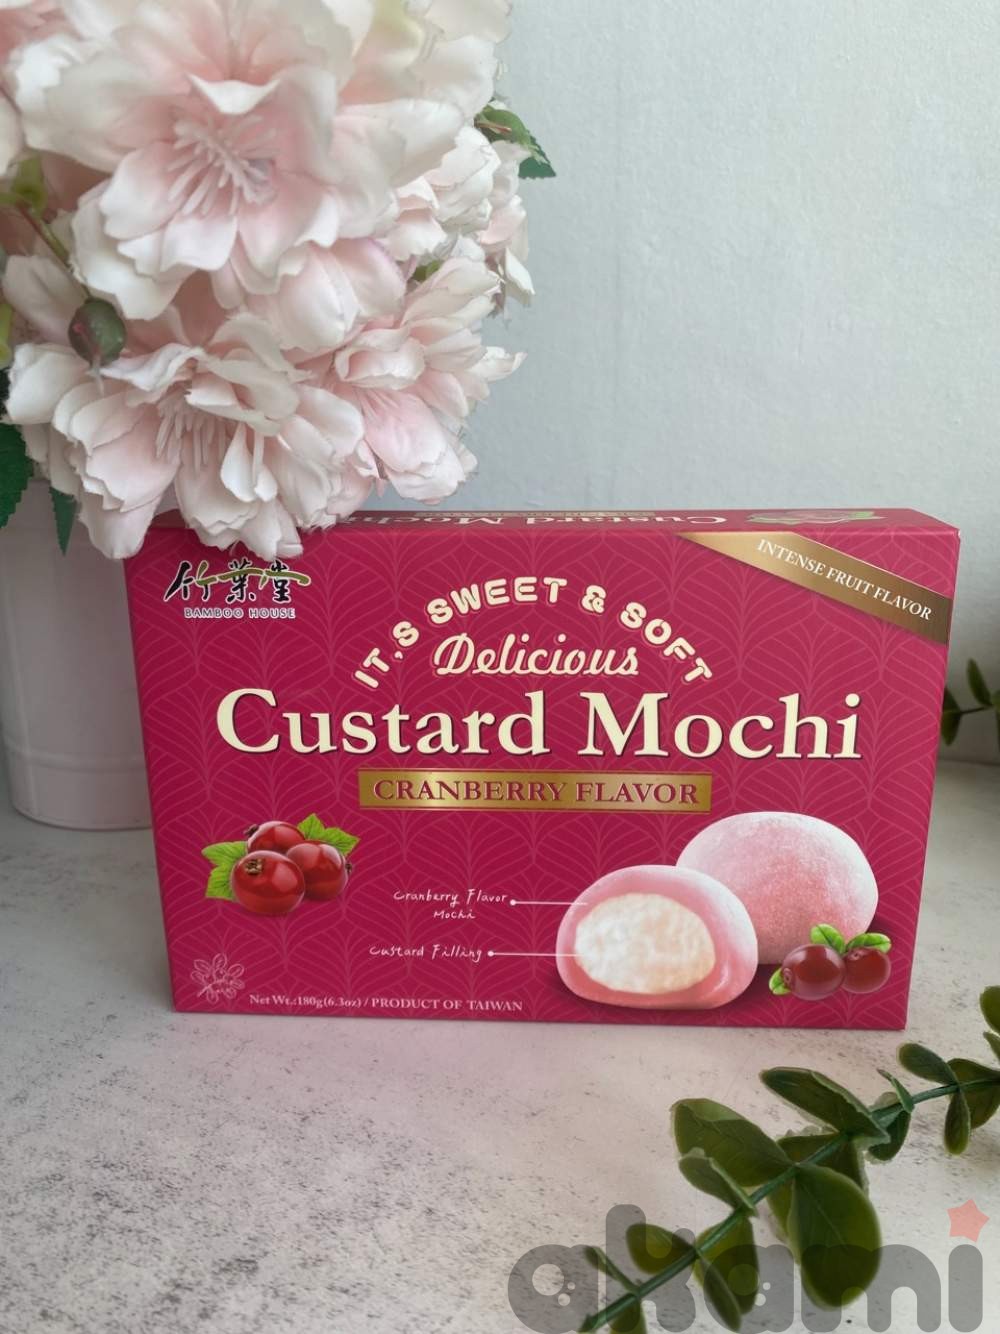 Custard Mochi
竹葉堂
BAMBOO HOUSE
INTENSE FRUIT FLAVOR
IT,S SWEET & SOFT
Delicious
Custard Mochi
CRANBERRY FLAVOR
Cranberry Flavor
Mochi
Custard Filling
Net Wt.:180g(6.3oz) / PRODUCT OF TAIWAN
akami